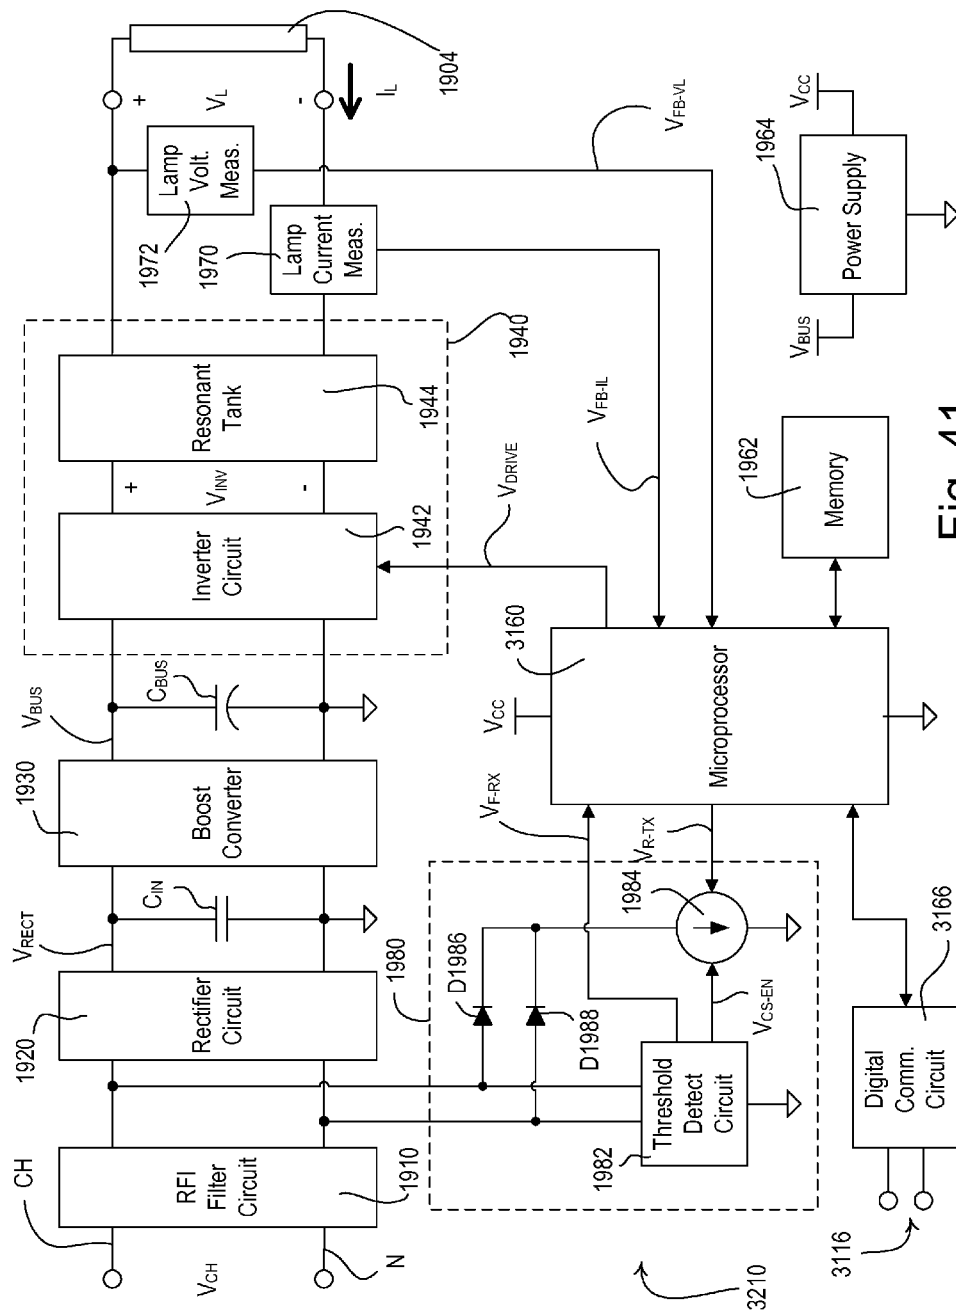 CH
VCH
N
RFI
Filter
Circuit
1910
1920
Rectifier
Circuit
VRECT
CIN
1930
Boost
Converter
VBUS
CBUS
Inverter
Circuit
1942
+
VINV
-
Resonant
Tank
1944
1940
1972
Lamp
Volt.
Meas.
1970
Lamp
Current
Meas.
+
VL
-
IL
1904
1980
D1986
D1988
1982
Threshold
Detect
Circuit
VCS-EN
1984
VF-RX
VR-TX
VCC
3160
Microprocessor
VDRIVE
VFB-IL
VFB-VL
1962
Memory
VBUS
1964
Power Supply
VCC
3210
3116
Digital
Comm.
Circuit
3166
Fig. 41